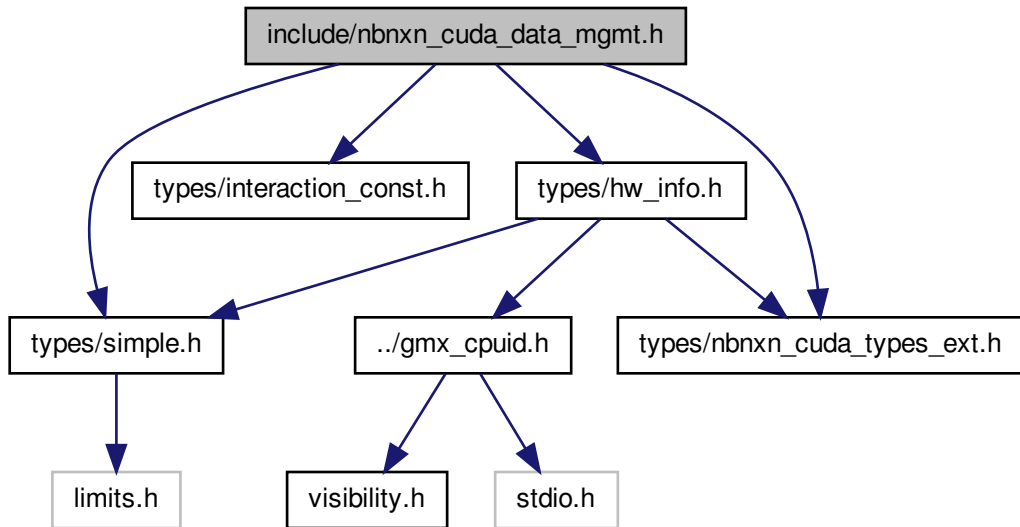 include/nbnxn_cuda_data_mgmt.h
types/interaction_const.h
types/hw_info.h
types/simple.h
../gmx_cpuid.h
types/nbnxn_cuda_types_ext.h
limits.h
visibility.h
stdio.h